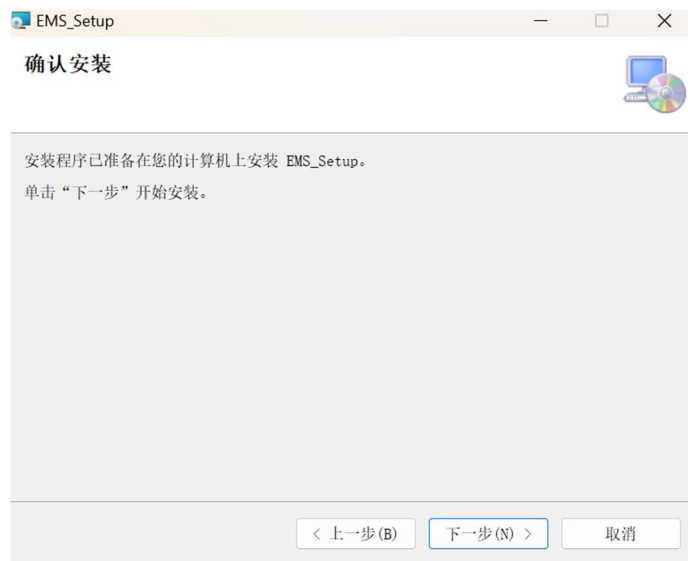 EMS_Setup
确认安装
安装程序已准备在您的计算机上安装 EMS_Setup。
单击“下一步”开始安装。
< 上一步(B)
下一步(N) >
取消